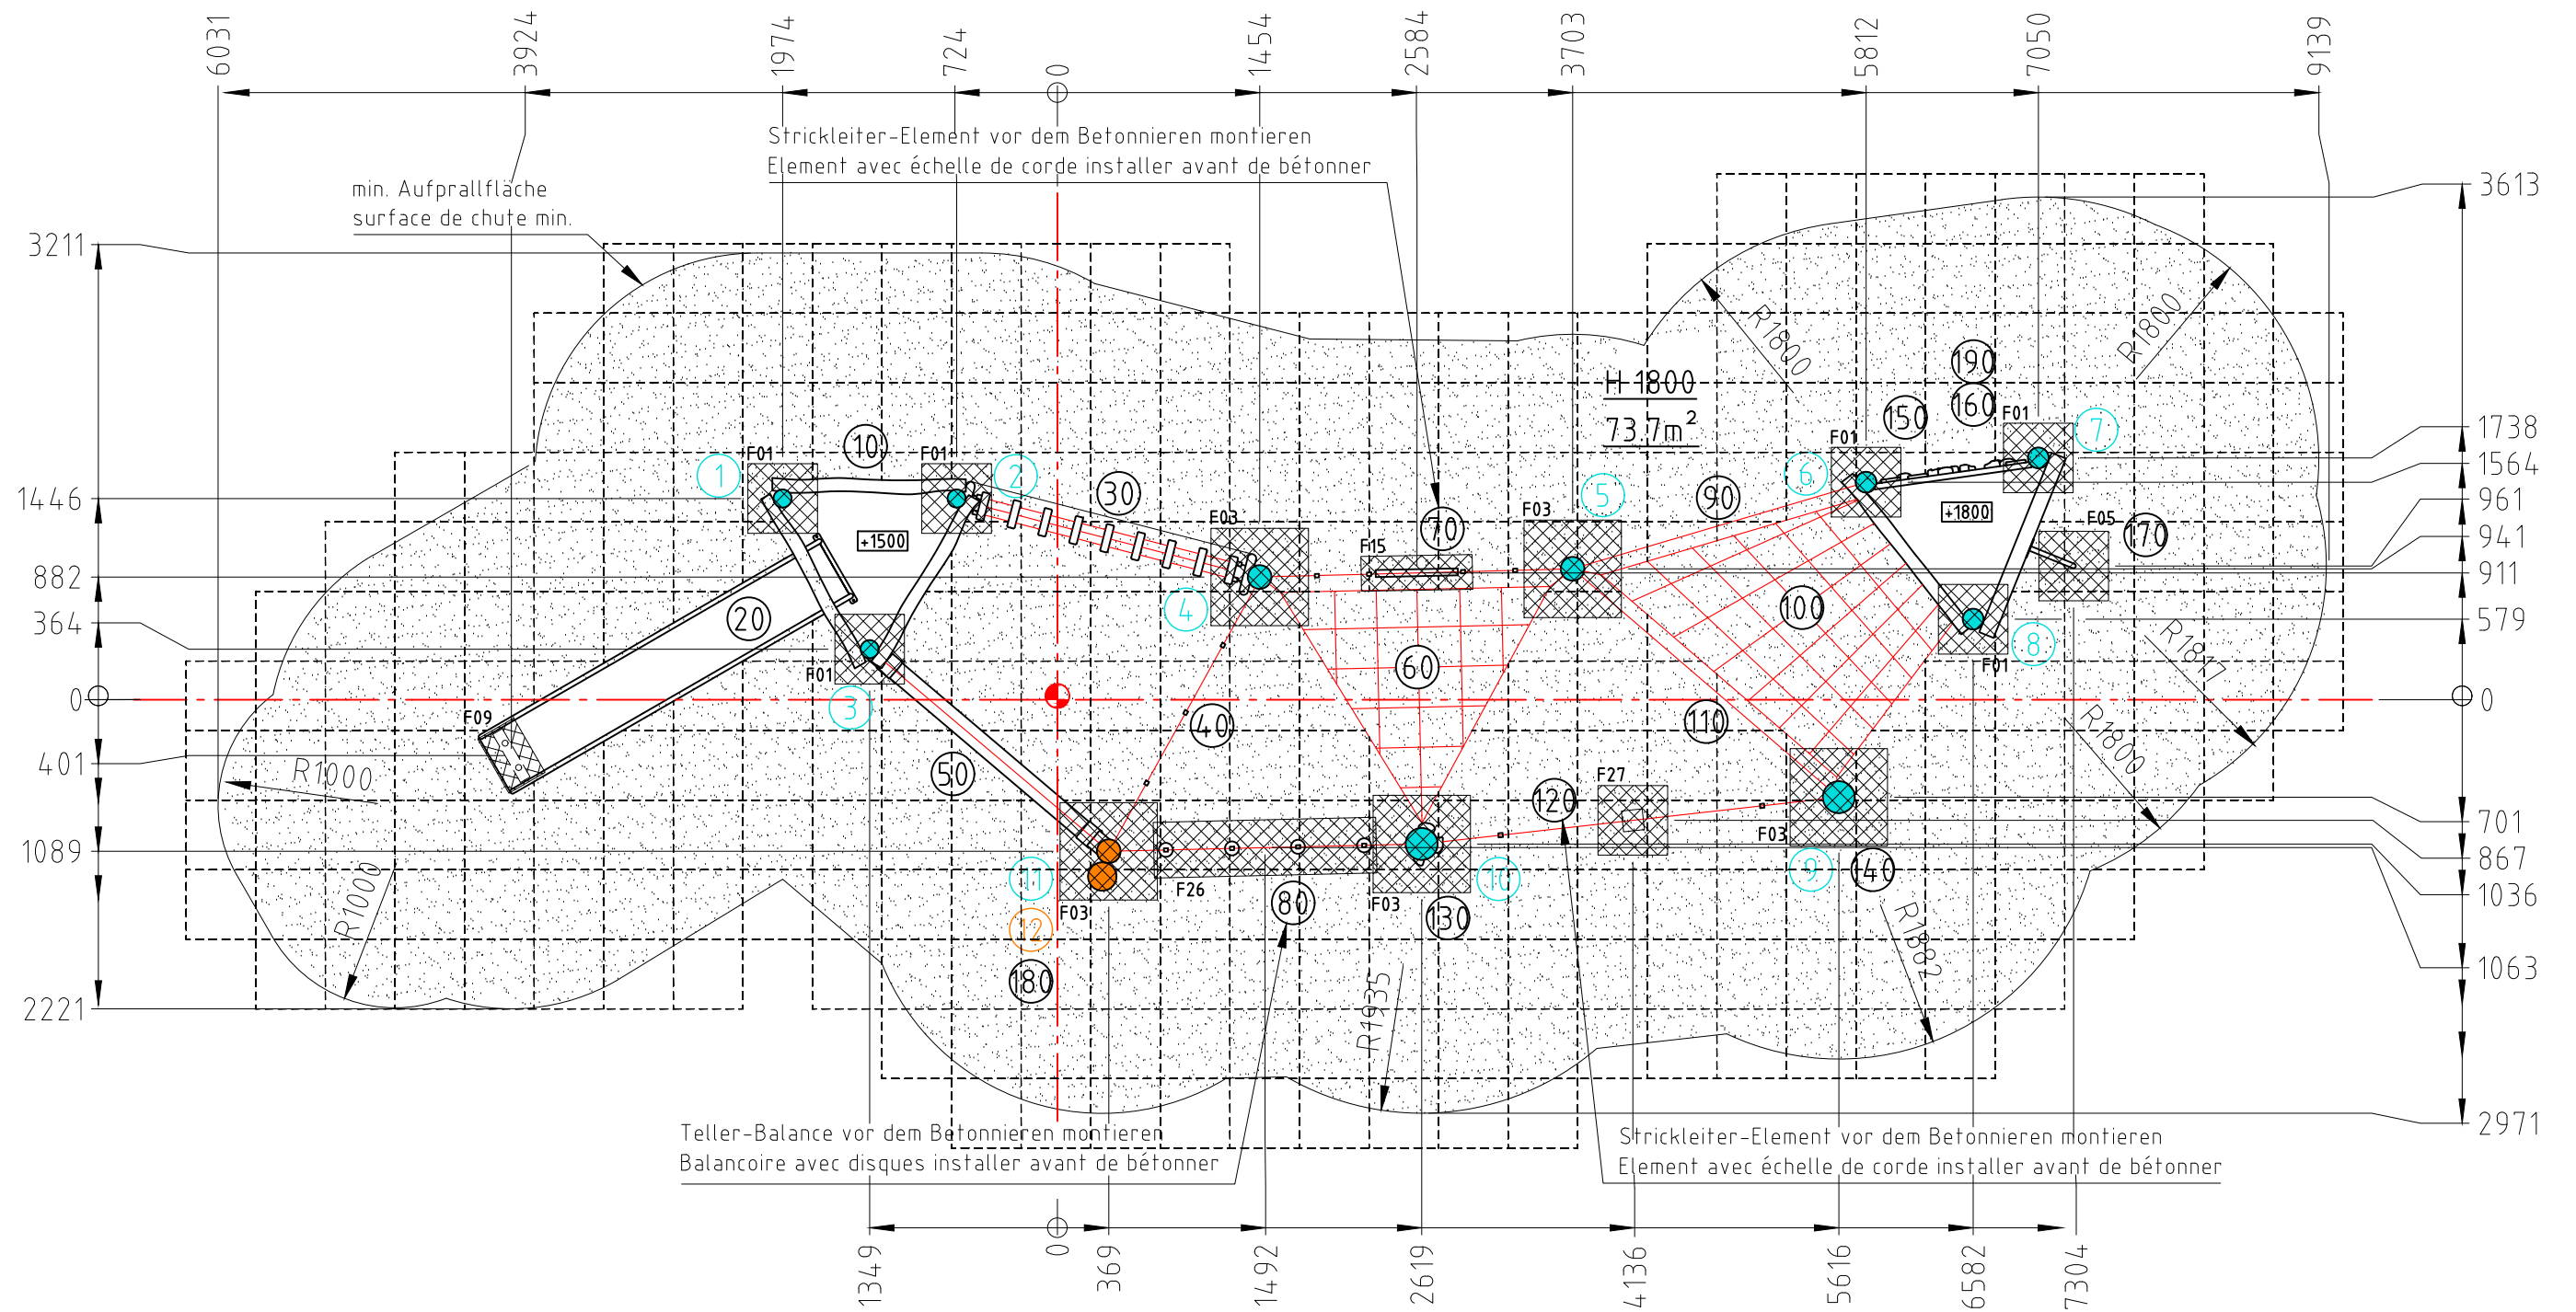 6031
3924
1974
724
0
1454
2584
3703
5812
7050
9139
Strickleiter-Element vor dem Betonnieren montieren
Element avec échelle de corde installer avant de bétonner
min. Aufprallfläche
surface de chute min.
3613
3211
R1800
R1800
190
H 1800
160
73.7m²
150
F01
7
1738
10
F01
F01
F01
1
2
6
1564
30
5
90
1446
961
F03
70
F03
+1800
F05
170
+1500
F15
941
882
911
4
20
100
364
579
R1817
60
8
F01
F01
0
3
0
F09
40
110
R1800
401
50
R1000
120
F27
701
F03
1089
867
11
F26
10
9
140
R1000
F03
80
F03
130
1036
12
R1882
180
1063
2221
R1935
2971
Teller-Balance vor dem Betonnieren montieren
Balancoire avec disques installer avant de bétonner
Strickleiter-Element vor dem Betonnieren montieren
Element avec échelle de corde installer avant de bétonner
1349
0
369
1492
2619
4136
5616
6582
7304